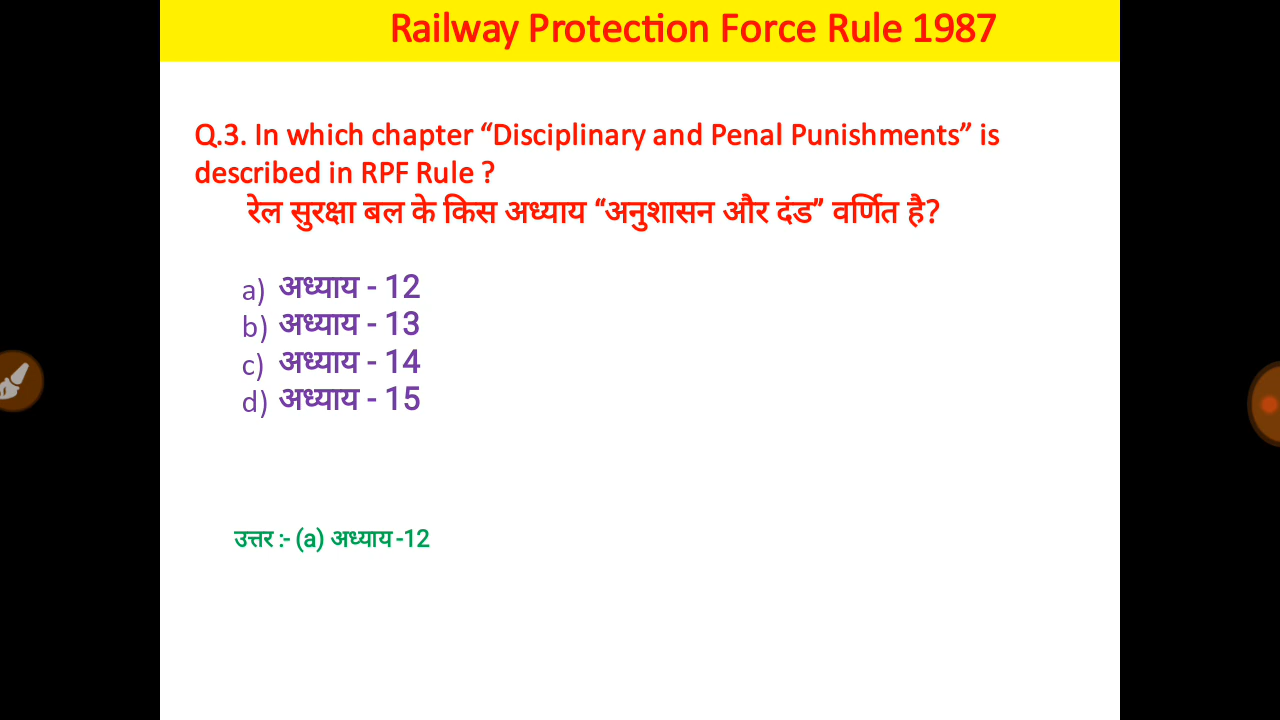 Railway Protection Force Rule 1987
Q.3. In which chapter “Disciplinary and Penal Punishments” is
described in RPF Rule ?
रेल सुरक्षा बल के किस अध्याय “अनुशासन और दंड” वर्णित है?
a) अध्याय - 12
b) अध्याय - 13
c) अध्याय - 14
d) अध्याय - 15
उत्तर :- (a) अध्याय -12